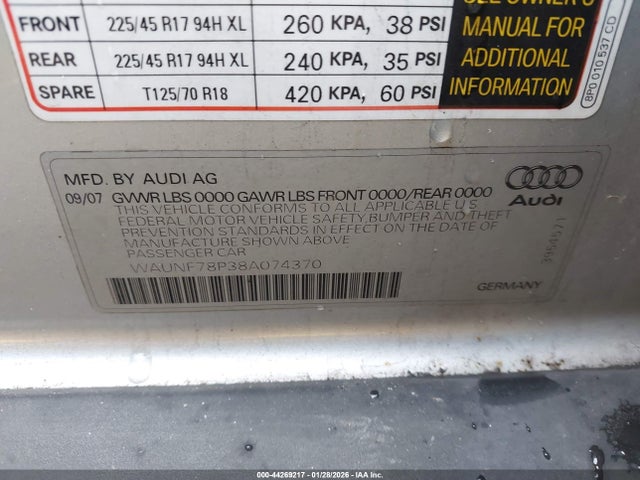 SEE OWNER'S
FRONT 225/45 R17 94H XL 260 KPA, 38 PSI MANUAL FOR
REAR 225/45 R17 94H XL 240 KPA, 35 PSI ADDITIONAL
SPARE T125/70 R18 420 KPA, 60 PSI INFORMATION
8P0 010 537 CD
MFD. BY AUDI AG
09/07 GVWR LBS 0000 GAWR LBS FRONT 0000/REAR 0000
THIS VEHICLE CONFORMS TO ALL APPLICABLE U.S.
FEDERAL MOTOR VEHICLE SAFETY, BUMPER AND THEFT
PREVENTION STANDARDS IN EFFECT ON THE DATE OF
MANUFACTURE SHOWN ABOVE
PASSENGER CAR
WAUNF78P38A074370
Audi
3954571
GERMANY
000-44269217 | 01/28/2026 | IAAHTTPS